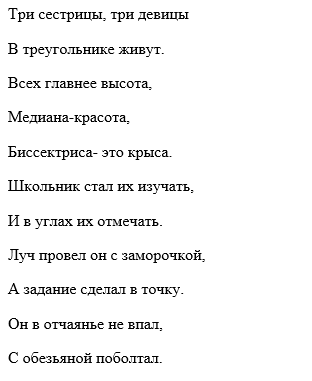 Три сестрицы, три девицы
В треугольнике живут.
Всех главнее высота,
Медиана-красота,
Биссектриса- это крыса.
Школьник стал их изучать,
И в углах их отмечать.
Луч провел он с заморочкой,
А задание сделал в точку.
Он в отчаянье не впал,
С обезьяной поболтал.